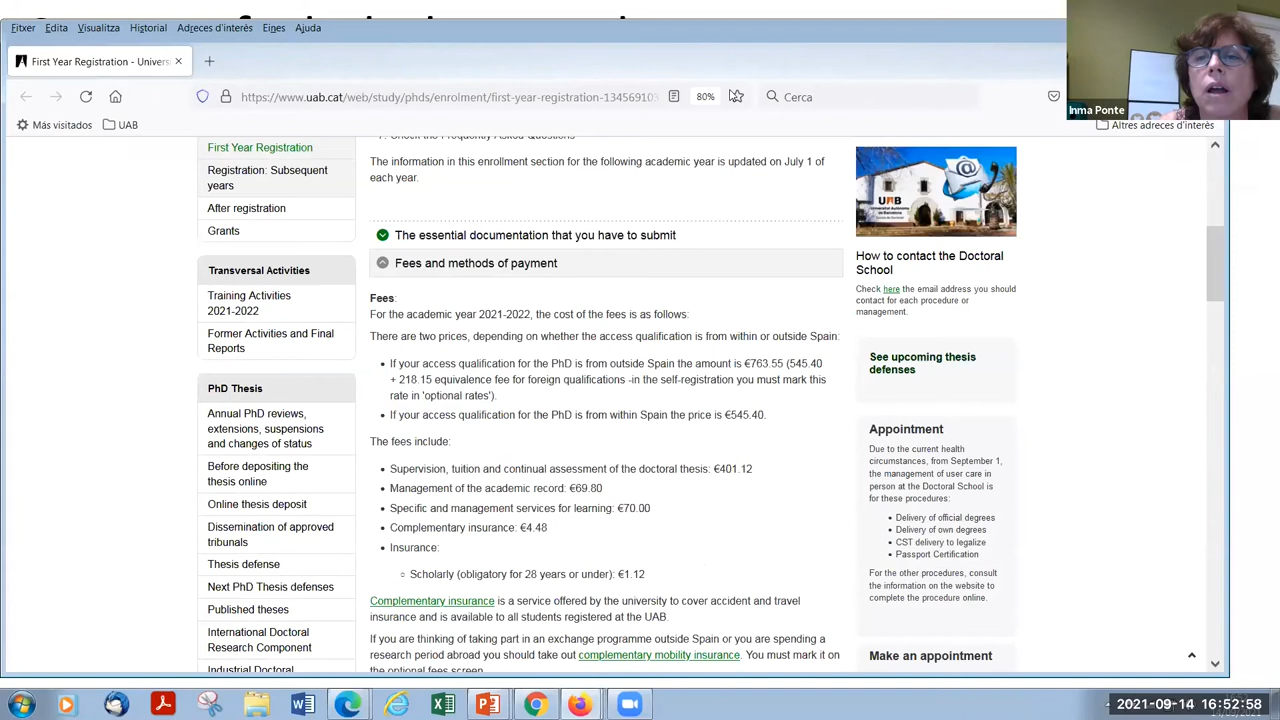 Fitxer Edita Visualitza Historial Adreces d'interès Eines Ajuda
Inma Ponte
First Year Registration - Univers
https://www.uab.cat/web/study/phds/enrolment/first-year-registration-134569103
80%
Cerca
Más visitados UAB
Altres adreces d'interès
First Year Registration
Registration: Subsequent
years
After registration
Grants
Transversal Activities
Training Activities
2021-2022
Former Activities and Final
Reports
PhD Thesis
Annual PhD reviews,
extensions, suspensions
and changes of status
Before depositing the
thesis online
Online thesis deposit
Dissemination of approved
tribunals
Thesis defense
Next PhD Thesis defenses
Published theses
International Doctoral
Research Component
Industrial Doctoral
7. Check the Frequently Asked Questions
The information in this enrollment section for the following academic year is updated on July 1 of
each year.
The essential documentation that you have to submit
Fees and methods of payment
Fees:
For the academic year 2021-2022, the cost of the fees is as follows:
There are two prices, depending on whether the access qualification is from within or outside Spain:
• If your access qualification for the PhD is from outside Spain the amount is €763.55 (545.40
+ 218.15 equivalence fee for foreign qualifications -in the self-registration you must mark this
rate in 'optional rates').
• If your access qualification for the PhD is from within Spain the price is €545.40.
The fees include:
• Supervision, tuition and continual assessment of the doctoral thesis: €401.12
• Management of the academic record: €69.80
• Specific and management services for learning: €70.00
• Complementary insurance: €4.48
• Insurance:
○ Scholarly (obligatory for 28 years or under): €1.12
Complementary insurance is a service offered by the university to cover accident and travel
insurance and is available to all students registered at the UAB.
If you are thinking of taking part in an exchange programme outside Spain or you are spending a
research period abroad you should take out complementary mobility insurance. You must mark it on
the optional fees screen.
UAB
Universitat Autònoma
de Barcelona
How to contact the Doctoral
School
Check here the email address you should
contact for each procedure or
management.
See upcoming thesis
defenses
Appointment
Due to the current health
circumstances, from September 1,
the management of user care in
person at the Doctoral School is
for these procedures:
• Delivery of official degrees
• Delivery of own degrees
• CST delivery to legalize
• Passport Certification
For the other procedures, consult
the information on the website to
complete the procedure online.
Make an appointment
2021-09-14 16:52:58